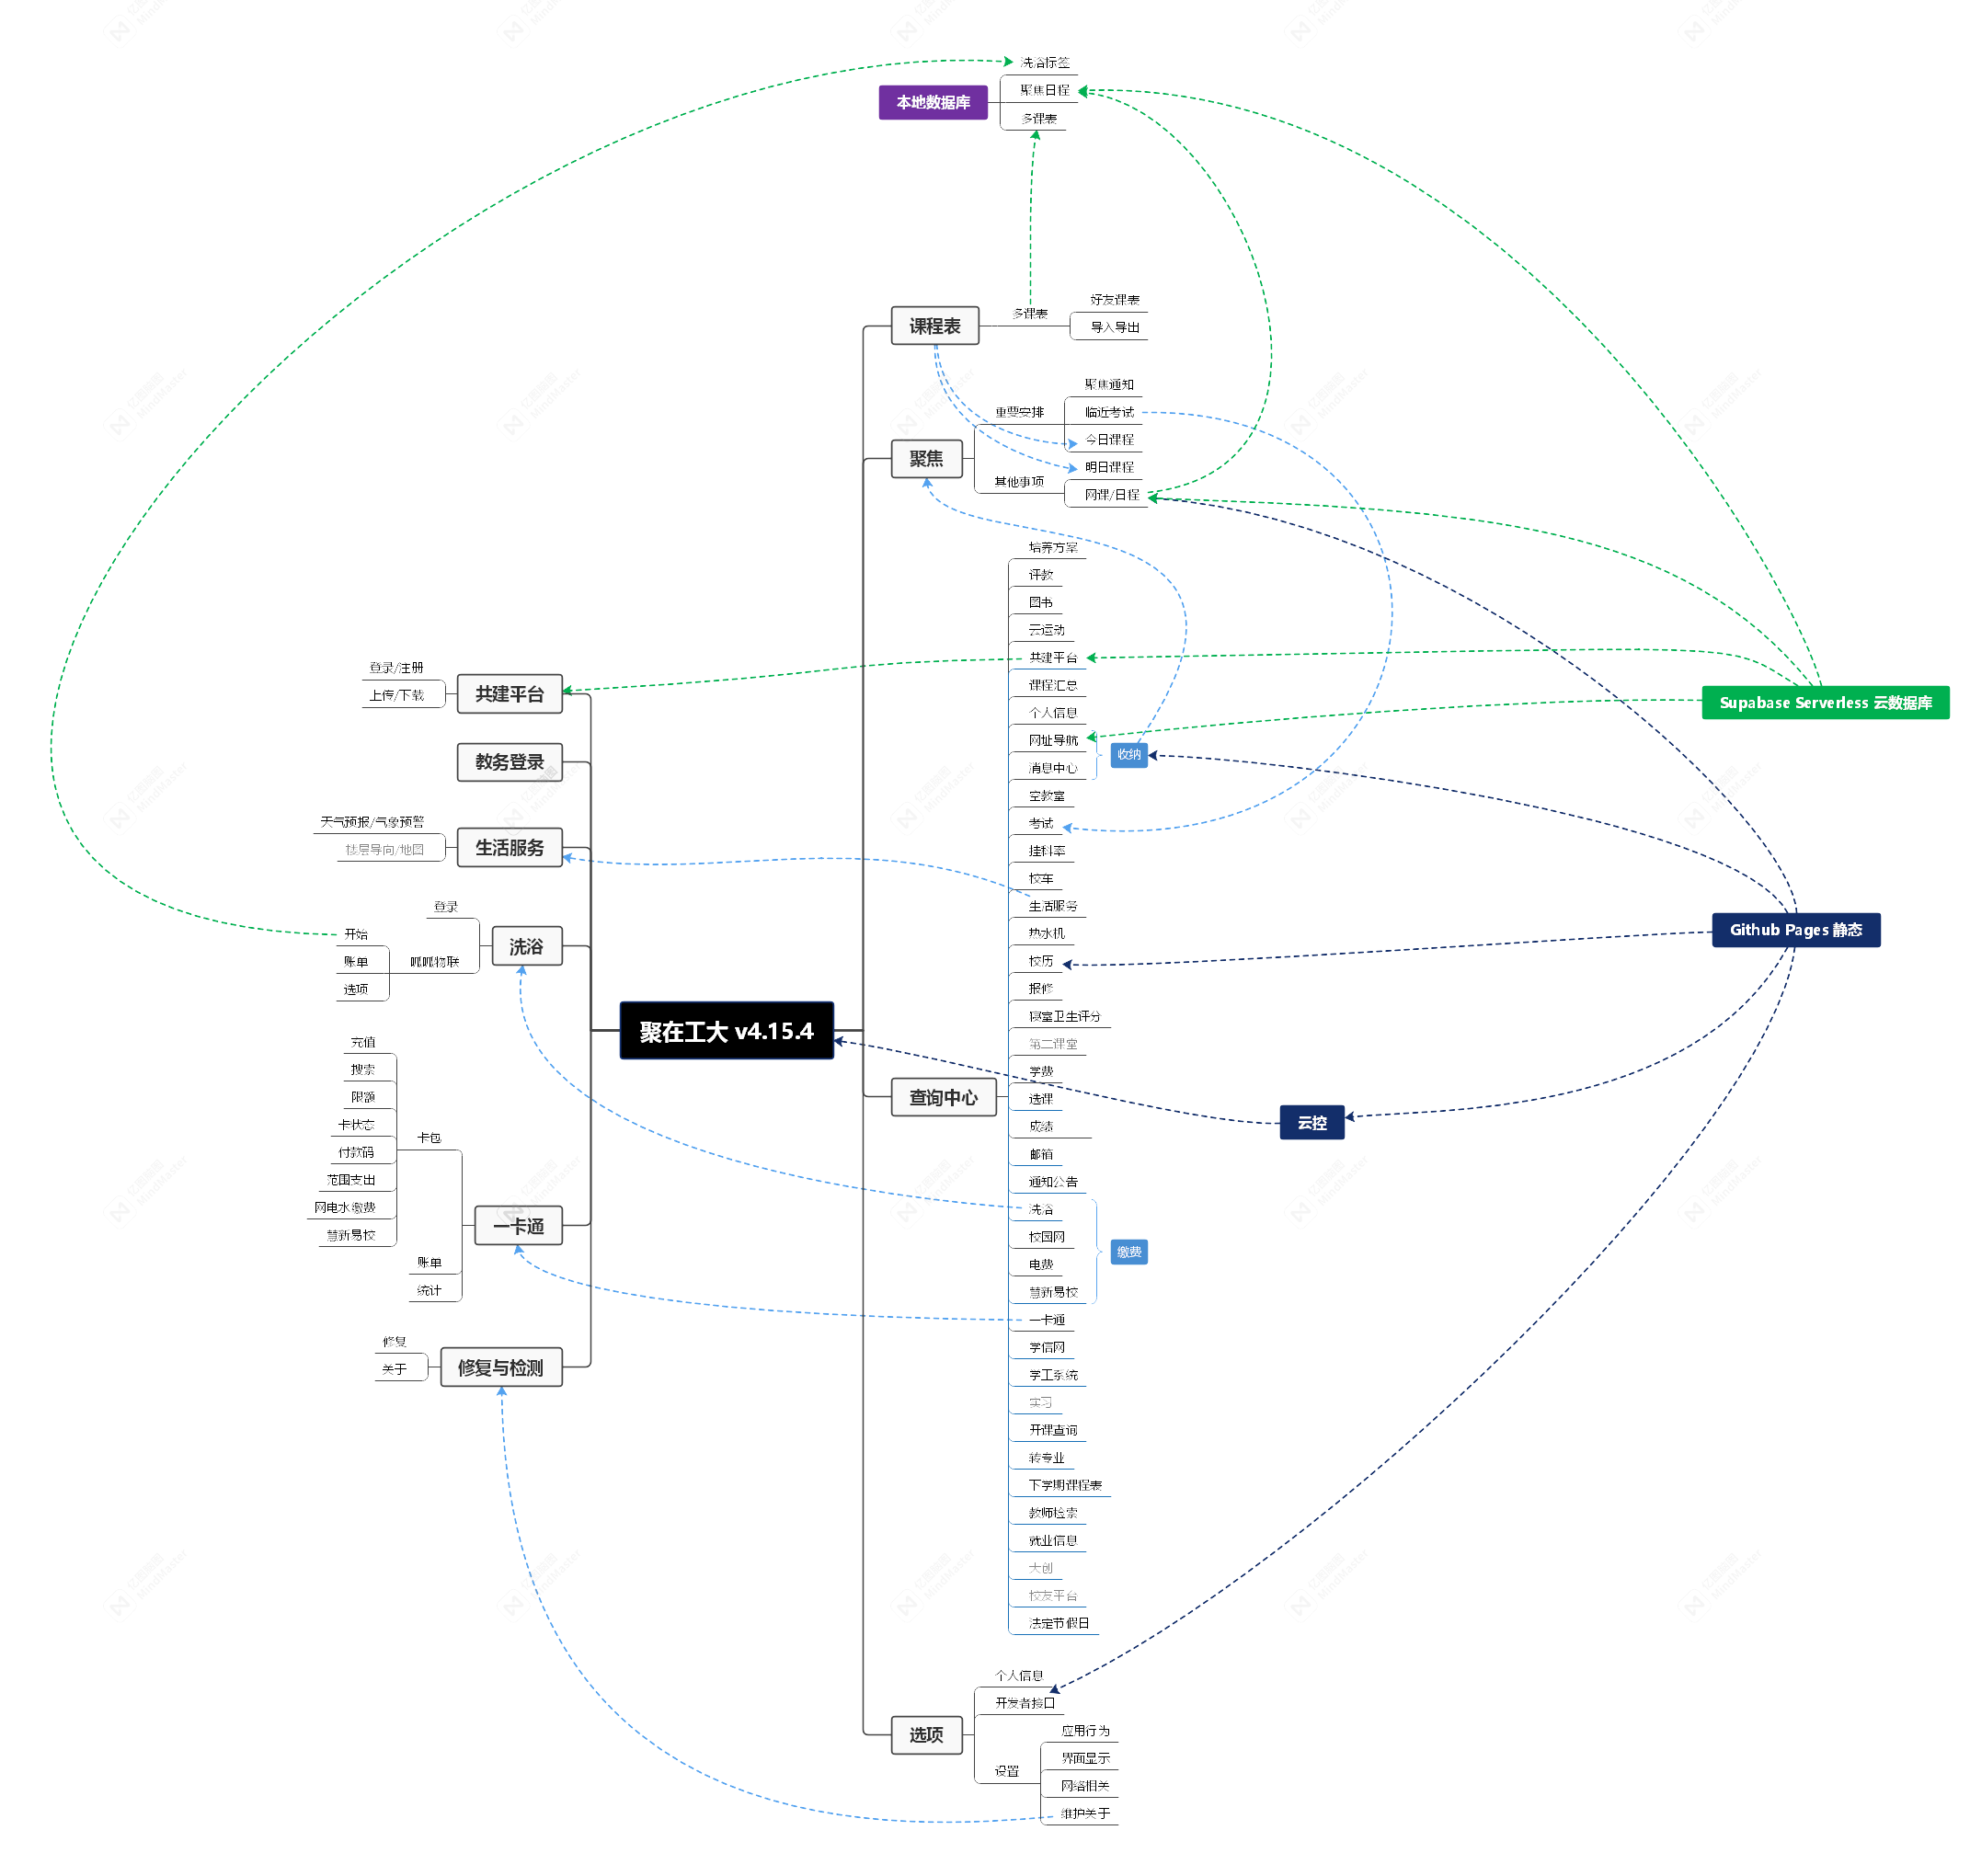 洗浴标签
本地数据库
聚焦日程
多课表
课程表
多课表
好友课表
导入导出
聚焦
重要安排
聚焦通知
临近考试
今日课程
其他事项
明日课程
网课/日程
查询中心
培养方案
评教
图书
云运动
共建平台
课程汇总
个人信息
网址导航
消息中心
收纳
空教室
考试
挂科率
校车
生活服务
热水机
校历
报修
寝室卫生评分
第二课堂
学费
选课
成绩
邮箱
通知公告
洗浴
校园网
电费
慧新易校
缴费
一卡通
学信网
学工系统
实习
开课查询
转专业
下学期课程表
教师检索
就业信息
大创
校友平台
法定节假日
选项
个人信息
开发者接口
设置
应用行为
界面显示
网络相关
维护关于
聚在工大 v4.15.4
共建平台
登录/注册
上传/下载
教务登录
生活服务
天气预报/气象预警
楼层导向/地图
洗浴
登录
呱呱物联
开始
账单
选项
一卡通
卡包
充值
搜索
限额
卡状态
付款码
范围支出
网电水缴费
慧新易校
账单
统计
修复与检测
修复
关于
Supabase Serverless 云数据库
Github Pages 静态
云控
亿图脑图
MindMaster